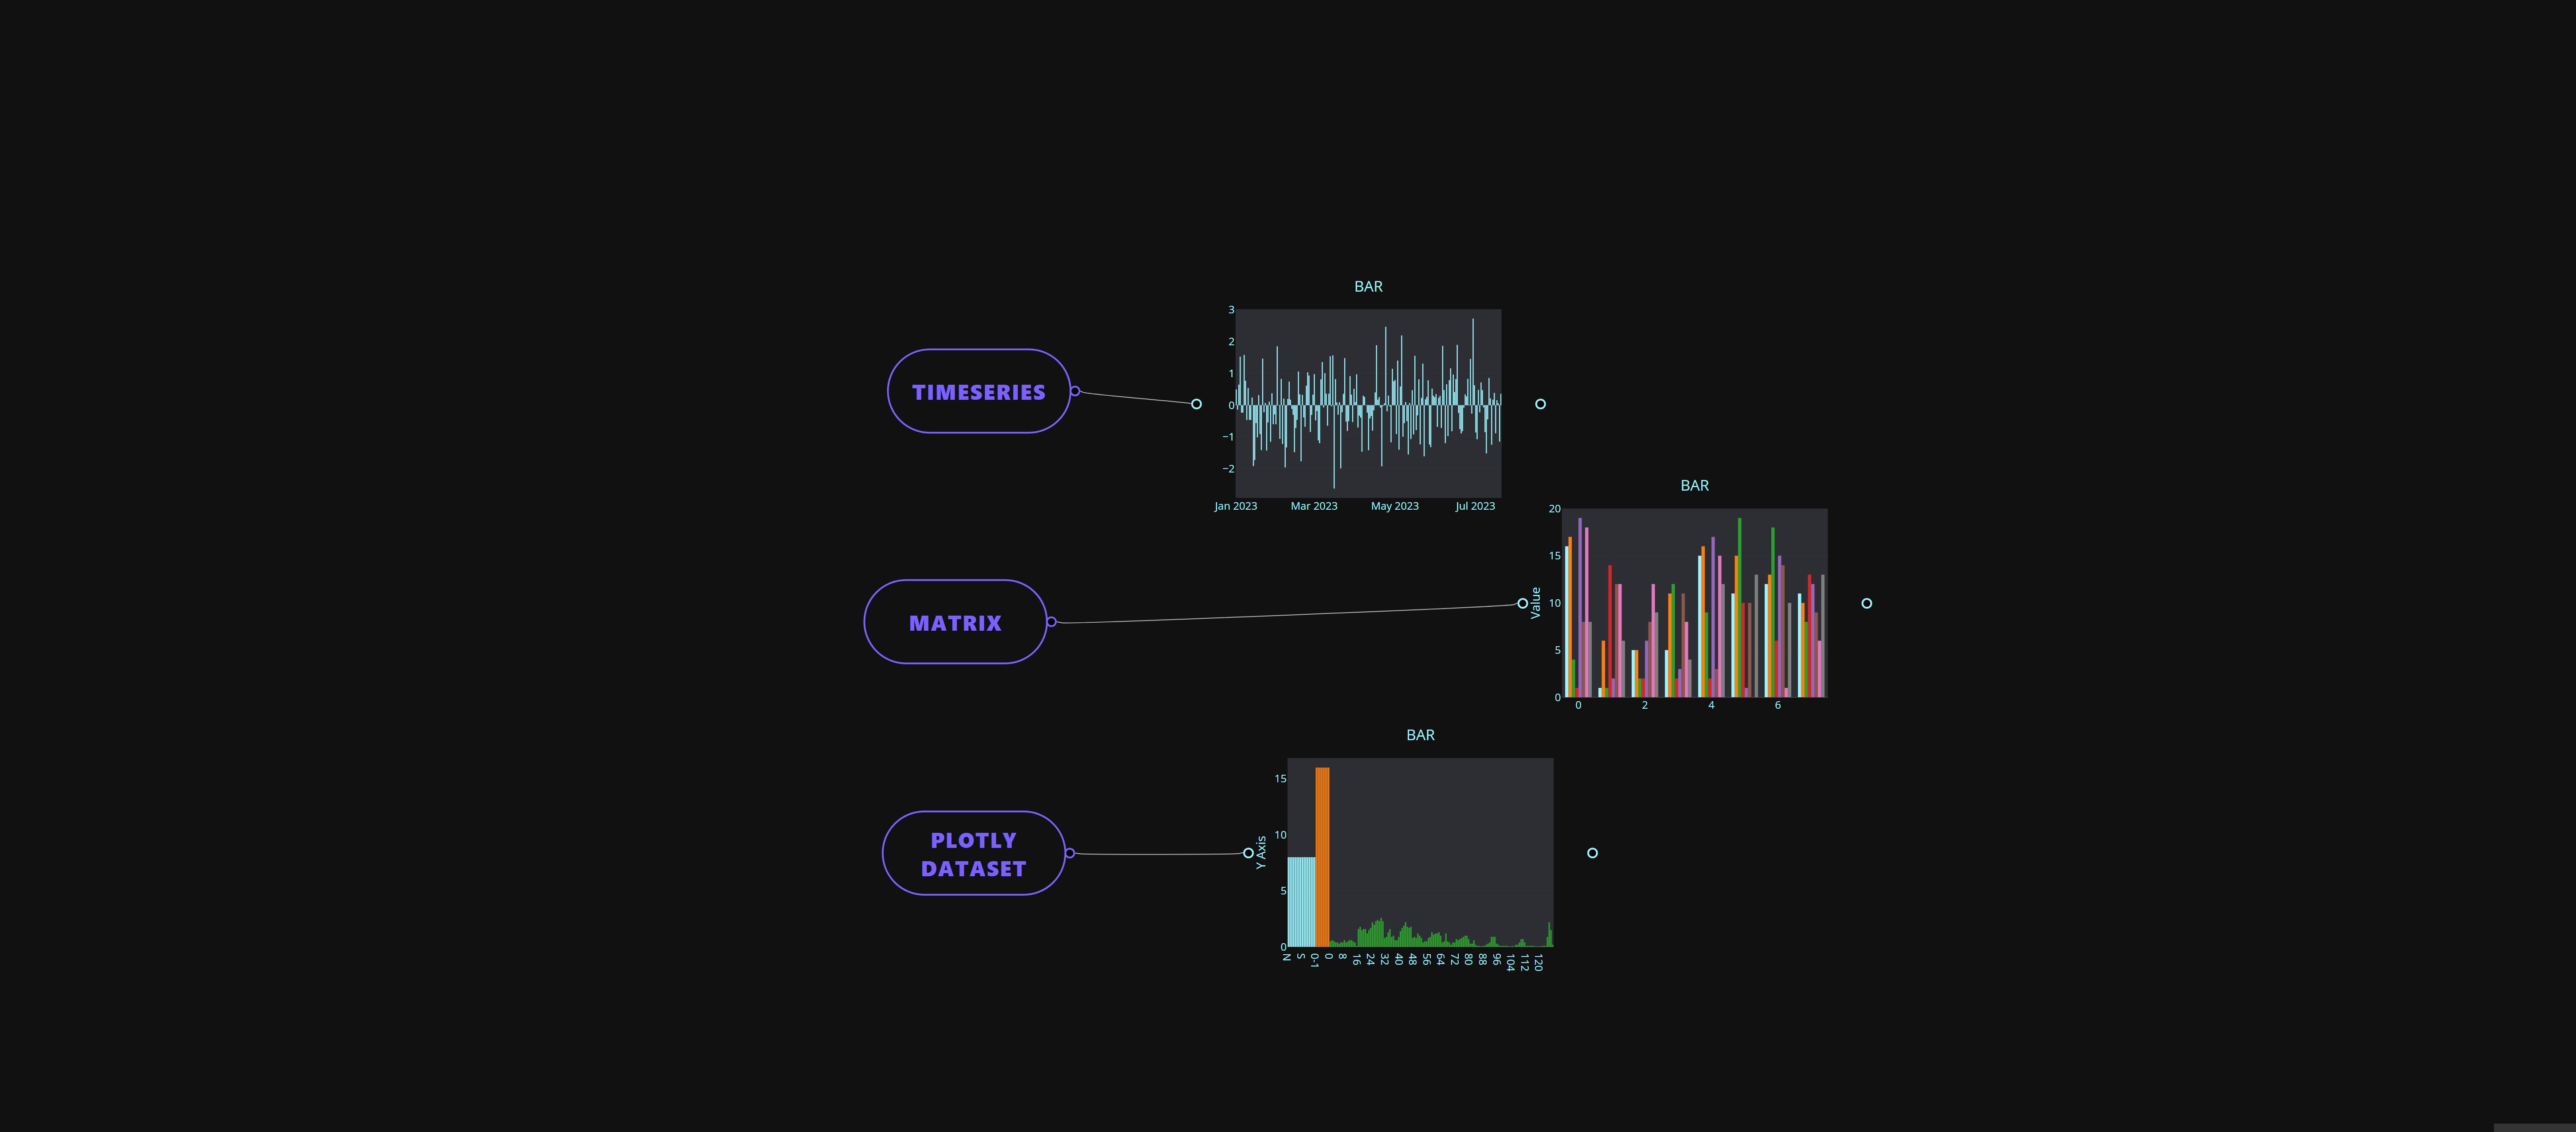 BAR
3
2
1
0
−1
−2
Jan 2023 Mar 2023 May 2023 Jul 2023
TIMESERIES
BAR
20
15
10
5
0
Value
0 2 4 6
MATRIX
BAR
15
10
5
0
Y Axis
N S 0-1 0 8 16 24 32 40 48 56 64 72 80 88 96 104 112 120
PLOTLY
DATASET